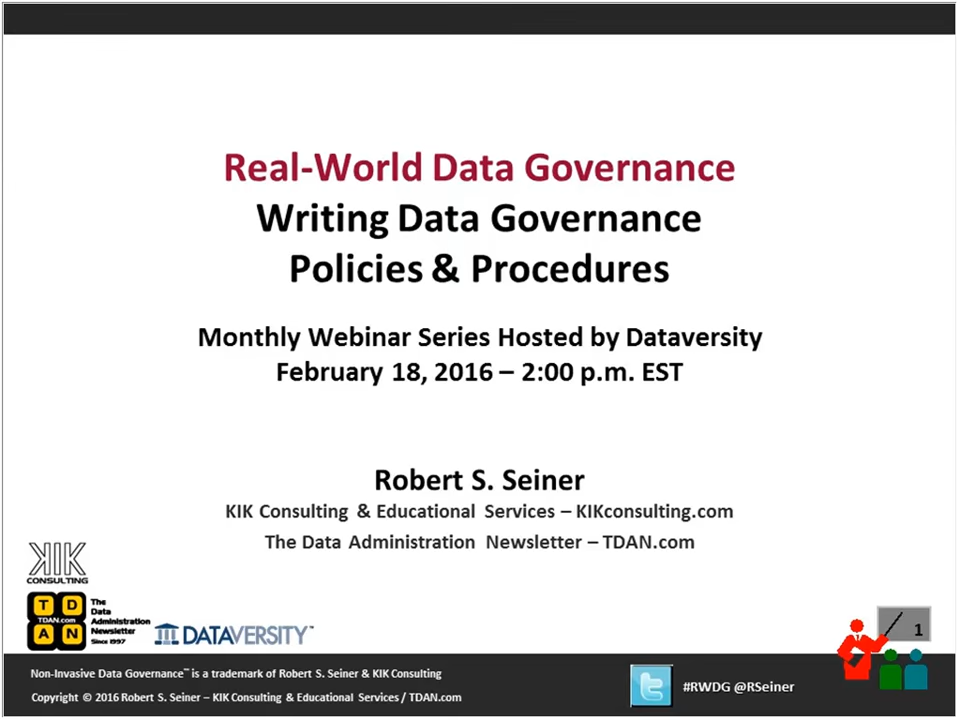 Real-World Data Governance
Writing Data Governance
Policies & Procedures
Monthly Webinar Series Hosted by Dataversity
February 18, 2016 – 2:00 p.m. EST
Robert S. Seiner
KIK Consulting & Educational Services – KIKconsulting.com
The Data Administration Newsletter – TDAN.com
KIK
CONSULTING
T D
TDAN.com
A N
The
Data
Administration
Newsletter
Since 1997
DATAVERSITY™
1
Non-Invasive Data Governance™ is a trademark of Robert S. Seiner & KIK Consulting
Copyright © 2016 Robert S. Seiner – KIK Consulting & Educational Services / TDAN.com
#RWDG @RSeiner